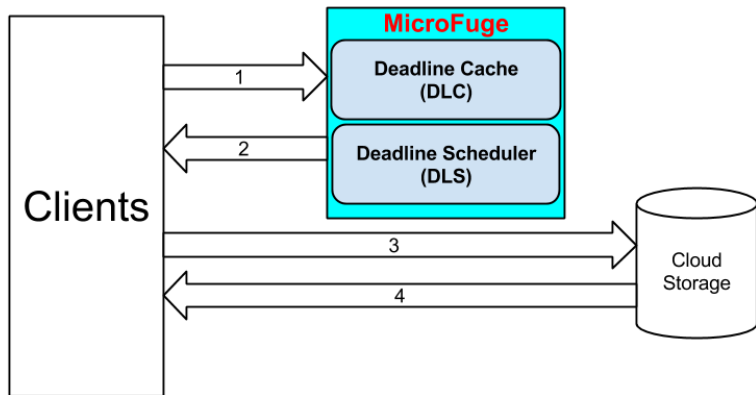 MicroFuge
Deadline Cache
(DLC)
1
2
Deadline Scheduler
(DLS)
Clients
3
4
Cloud
Storage